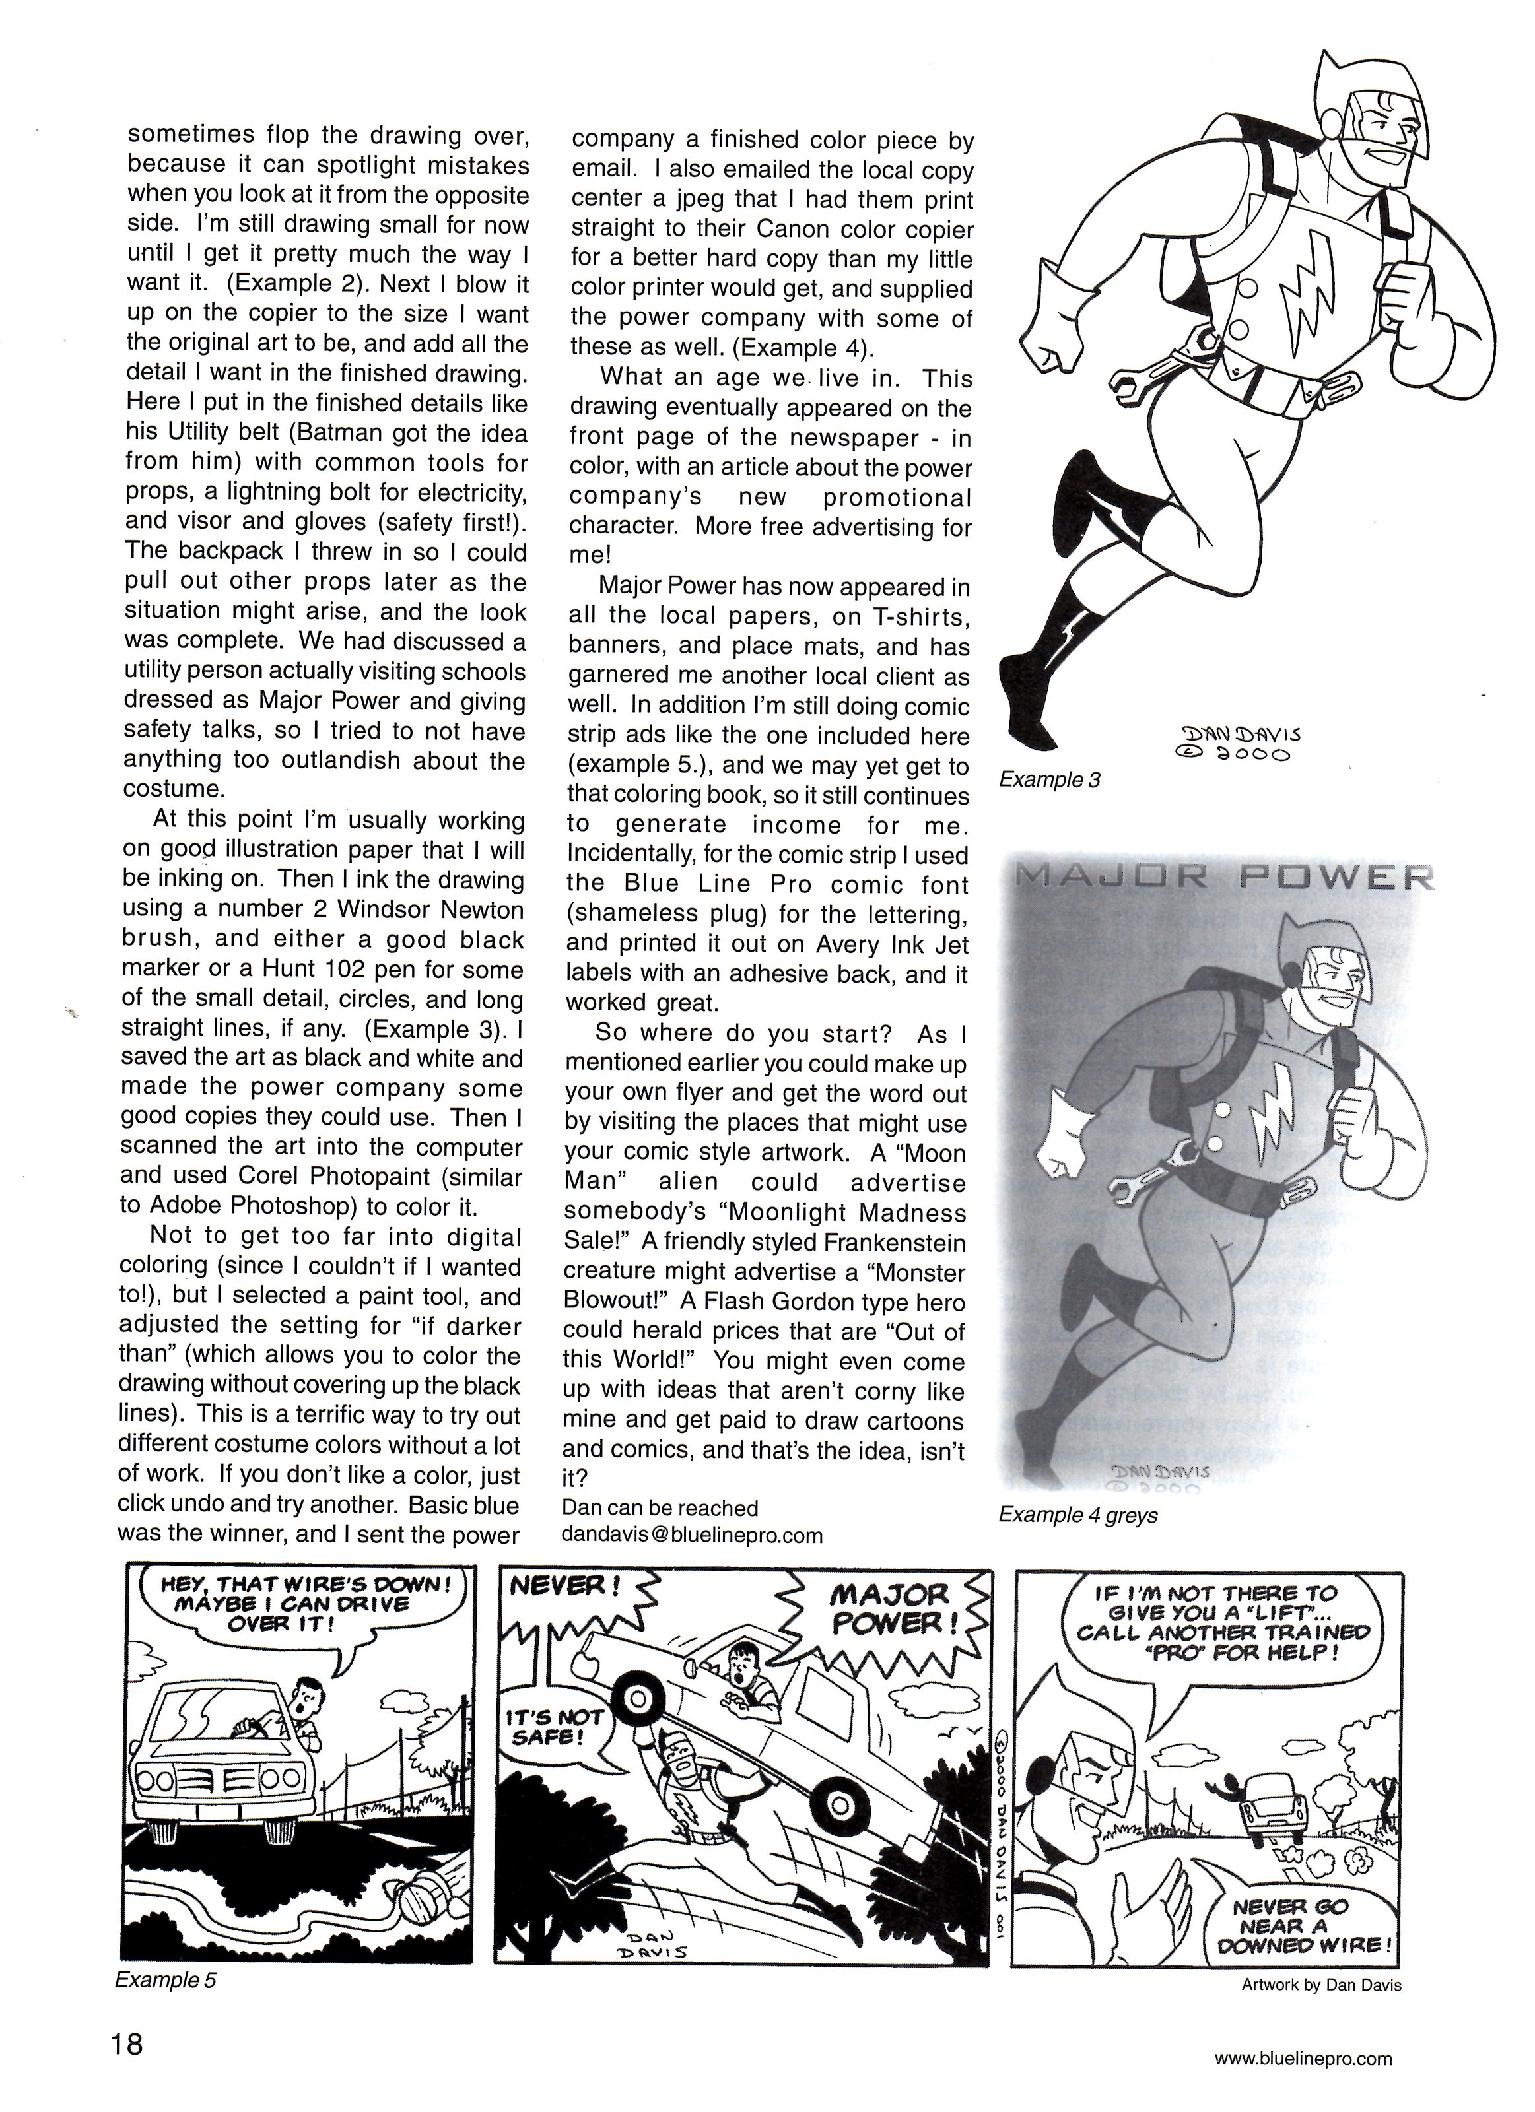 sometimes flop the drawing over,
because it can spotlight mistakes
when you look at it from the opposite
side. I'm still drawing small for now
until I get it pretty much the way I
want it. (Example 2). Next I blow it
up on the copier to the size I want
the original art to be, and add all the
detail I want in the finished drawing.
Here I put in the finished details like
his Utility belt (Batman got the idea
from him) with common tools for
props, a lightning bolt for electricity,
and visor and gloves (safety first!).
The backpack I threw in so I could
pull out other props later as the
situation might arise, and the look
was complete. We had discussed a
utility person actually visiting schools
dressed as Major Power and giving
safety talks, so I tried to not have
anything too outlandish about the
costume.
At this point I'm usually working
on good illustration paper that I will
be inking on. Then I ink the drawing
using a number 2 Windsor Newton
brush, and either a good black
marker or a Hunt 102 pen for some
of the small detail, circles, and long
straight lines, if any. (Example 3). I
saved the art as black and white and
made the power company some
good copies they could use. Then I
scanned the art into the computer
and used Corel Photopaint (similar
to Adobe Photoshop) to color it.
Not to get too far into digital
coloring (since I couldn't if I wanted
to!), but I selected a paint tool, and
adjusted the setting for "if darker
than" (which allows you to color the
drawing without covering up the black
lines). This is a terrific way to try out
different costume colors without a lot
of work. If you don't like a color, just
click undo and try another. Basic blue
was the winner, and I sent the power
company a finished color piece by
email. I also emailed the local copy
center a jpeg that I had them print
straight to their Canon color copier
for a better hard copy than my little
color printer would get, and supplied
the power company with some of
these as well. (Example 4).
What an age we live in. This
drawing eventually appeared on the
front page of the newspaper - in
color, with an article about the power
company's new promotional
character. More free advertising for
me!
Major Power has now appeared in
all the local papers, on T-shirts,
banners, and place mats, and has
garnered me another local client as
well. In addition I'm still doing comic
strip ads like the one included here
(example 5.), and we may yet get to
that coloring book, so it still continues
to generate income for me.
Incidentally, for the comic strip I used
the Blue Line Pro comic font
(shameless plug) for the lettering,
and printed it out on Avery Ink Jet
labels with an adhesive back, and it
worked great.
So where do you start? As I
mentioned earlier you could make up
your own flyer and get the word out
by visiting the places that might use
your comic style artwork. A "Moon
Man" alien could advertise
somebody's "Moonlight Madness
Sale!" A friendly styled Frankenstein
creature might advertise a "Monster
Blowout!" A Flash Gordon type hero
could herald prices that are "Out of
this World!" You might even come
up with ideas that aren't corny like
mine and get paid to draw cartoons
and comics, and that's the idea, isn't
it?
Dan can be reached
dandavis@bluelinepro.com
DAN DAVIS
© 2000
Example 3
MAJOR POWER
DAN DAVIS
© 2000
Example 4 greys
HEY, THAT WIRE'S DOWN!
MAYBE I CAN DRIVE
OVER IT!
NEVER!
IT'S NOT
SAFE!
MAJOR
POWER!
DAN
DAVIS
©2000 DAN DAVIS
IF I'M NOT THERE TO
GIVE YOU A "LIFT"...
CALL ANOTHER TRAINED
"PRO" FOR HELP!
NEVER GO
NEAR A
DOWNED WIRE!
Example 5
Artwork by Dan Davis
18
www.bluelinepro.com